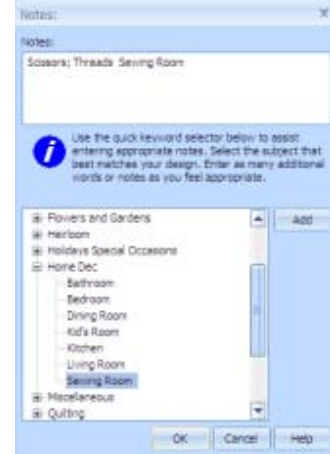 Notes:
Notes:
Scissors; Threads Sewing Room
Use the quick keyword selector below to assist
entering appropriate notes. Select the subject that
best matches your design. Enter as many additional
words or notes as you feel appropriate.
Flowers and Gardens
Add
Heirloom
Holidays Special Occasions
Home Dec
Bathroom
Bedroom
Dining Room
Kid's Room
Kitchen
Living Room
Sewing Room
Miscellaneous
Quilting
OK Cancel Help